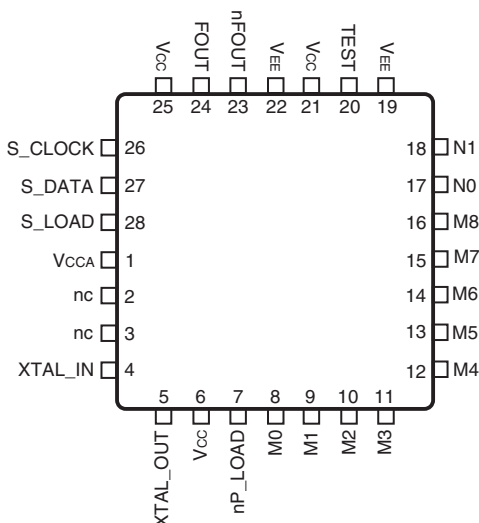 VCC FOUT nFOUT VEE VCC TEST VEE
25 24 23 22 21 20 19
S_CLOCK 26 18 N1
S_DATA 27 17 N0
S_LOAD 28 16 M8
VCCA 1 15 M7
nc 2 14 M6
nc 3 13 M5
XTAL_IN 4 12 M4
5 6 7 8 9 10 11
XTAL_OUT VCC nP_LOAD M0 M1 M2 M3